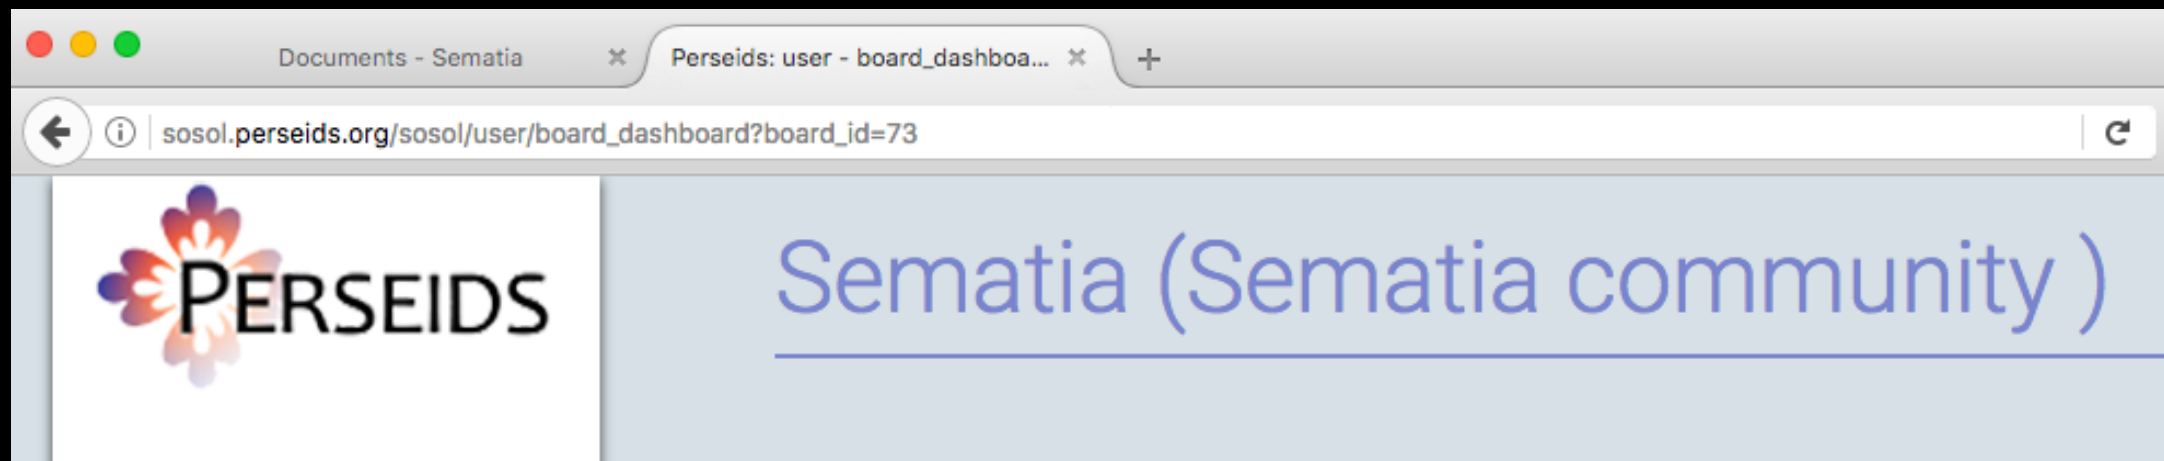 Documents - Sematia
Perseids: user - board_dashboa...
sosol.perseids.org/sosol/user/board_dashboard?board_id=73
PERSEIDS
Sematia (Sematia community )